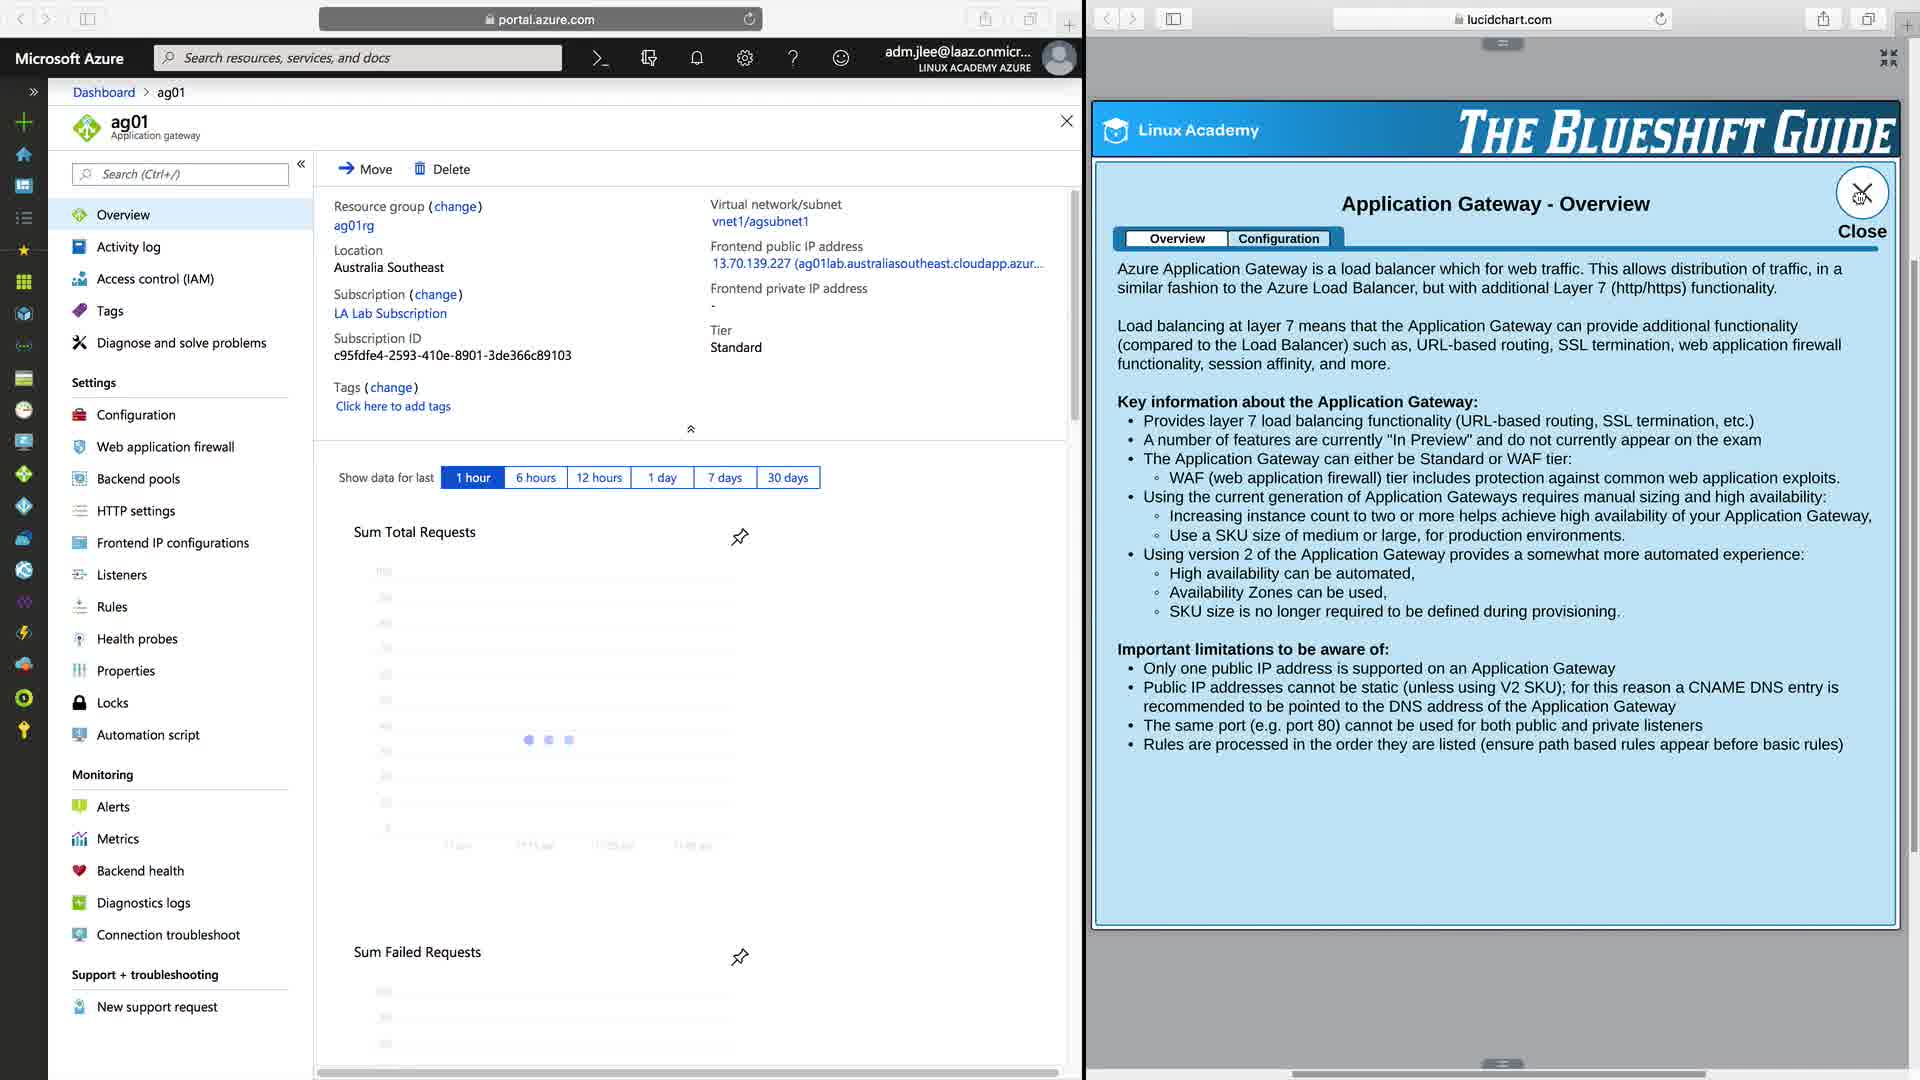 portal.azure.com
Microsoft Azure
Search resources, services, and docs
adm.jlee@laaz.onmicr...
LINUX ACADEMY AZURE
Dashboard > ag01
ag01
Application gateway
Search (Ctrl+/)
Overview
Activity log
Access control (IAM)
Tags
Diagnose and solve problems
Settings
Configuration
Web application firewall
Backend pools
HTTP settings
Frontend IP configurations
Listeners
Rules
Health probes
Properties
Locks
Automation script
Monitoring
Alerts
Metrics
Backend health
Diagnostics logs
Connection troubleshoot
Support + troubleshooting
New support request
Move
Delete
Resource group (change)
ag01rg
Location
Australia Southeast
Subscription (change)
LA Lab Subscription
Subscription ID
c95fdfe4-2593-410e-8901-3de366c89103
Tags (change)
Click here to add tags
Virtual network/subnet
vnet1/agsubnet1
Frontend public IP address
13.70.139.227 (ag01lab.australiasoutheast.cloudapp.azur...
Frontend private IP address
-
Tier
Standard
Show data for last
1 hour
6 hours
12 hours
1 day
7 days
30 days
Sum Total Requests
Sum Failed Requests
lucidchart.com
Linux Academy
THE BLUESHIFT GUIDE
Application Gateway - Overview
Close
Overview
Configuration
Azure Application Gateway is a load balancer which for web traffic. This allows distribution of traffic, in a
similar fashion to the Azure Load Balancer, but with additional Layer 7 (http/https) functionality.
Load balancing at layer 7 means that the Application Gateway can provide additional functionality
(compared to the Load Balancer) such as, URL-based routing, SSL termination, web application firewall
functionality, session affinity, and more.
Key information about the Application Gateway:
• Provides layer 7 load balancing functionality (URL-based routing, SSL termination, etc.)
• A number of features are currently "In Preview" and do not currently appear on the exam
• The Application Gateway can either be Standard or WAF tier:
◦ WAF (web application firewall) tier includes protection against common web application exploits.
• Using the current generation of Application Gateways requires manual sizing and high availability:
◦ Increasing instance count to two or more helps achieve high availability of your Application Gateway,
◦ Use a SKU size of medium or large, for production environments.
• Using version 2 of the Application Gateway provides a somewhat more automated experience:
◦ High availability can be automated,
◦ Availability Zones can be used,
◦ SKU size is no longer required to be defined during provisioning.
Important limitations to be aware of:
• Only one public IP address is supported on an Application Gateway
• Public IP addresses cannot be static (unless using V2 SKU); for this reason a CNAME DNS entry is
recommended to be pointed to the DNS address of the Application Gateway
• The same port (e.g. port 80) cannot be used for both public and private listeners
• Rules are processed in the order they are listed (ensure path based rules appear before basic rules)